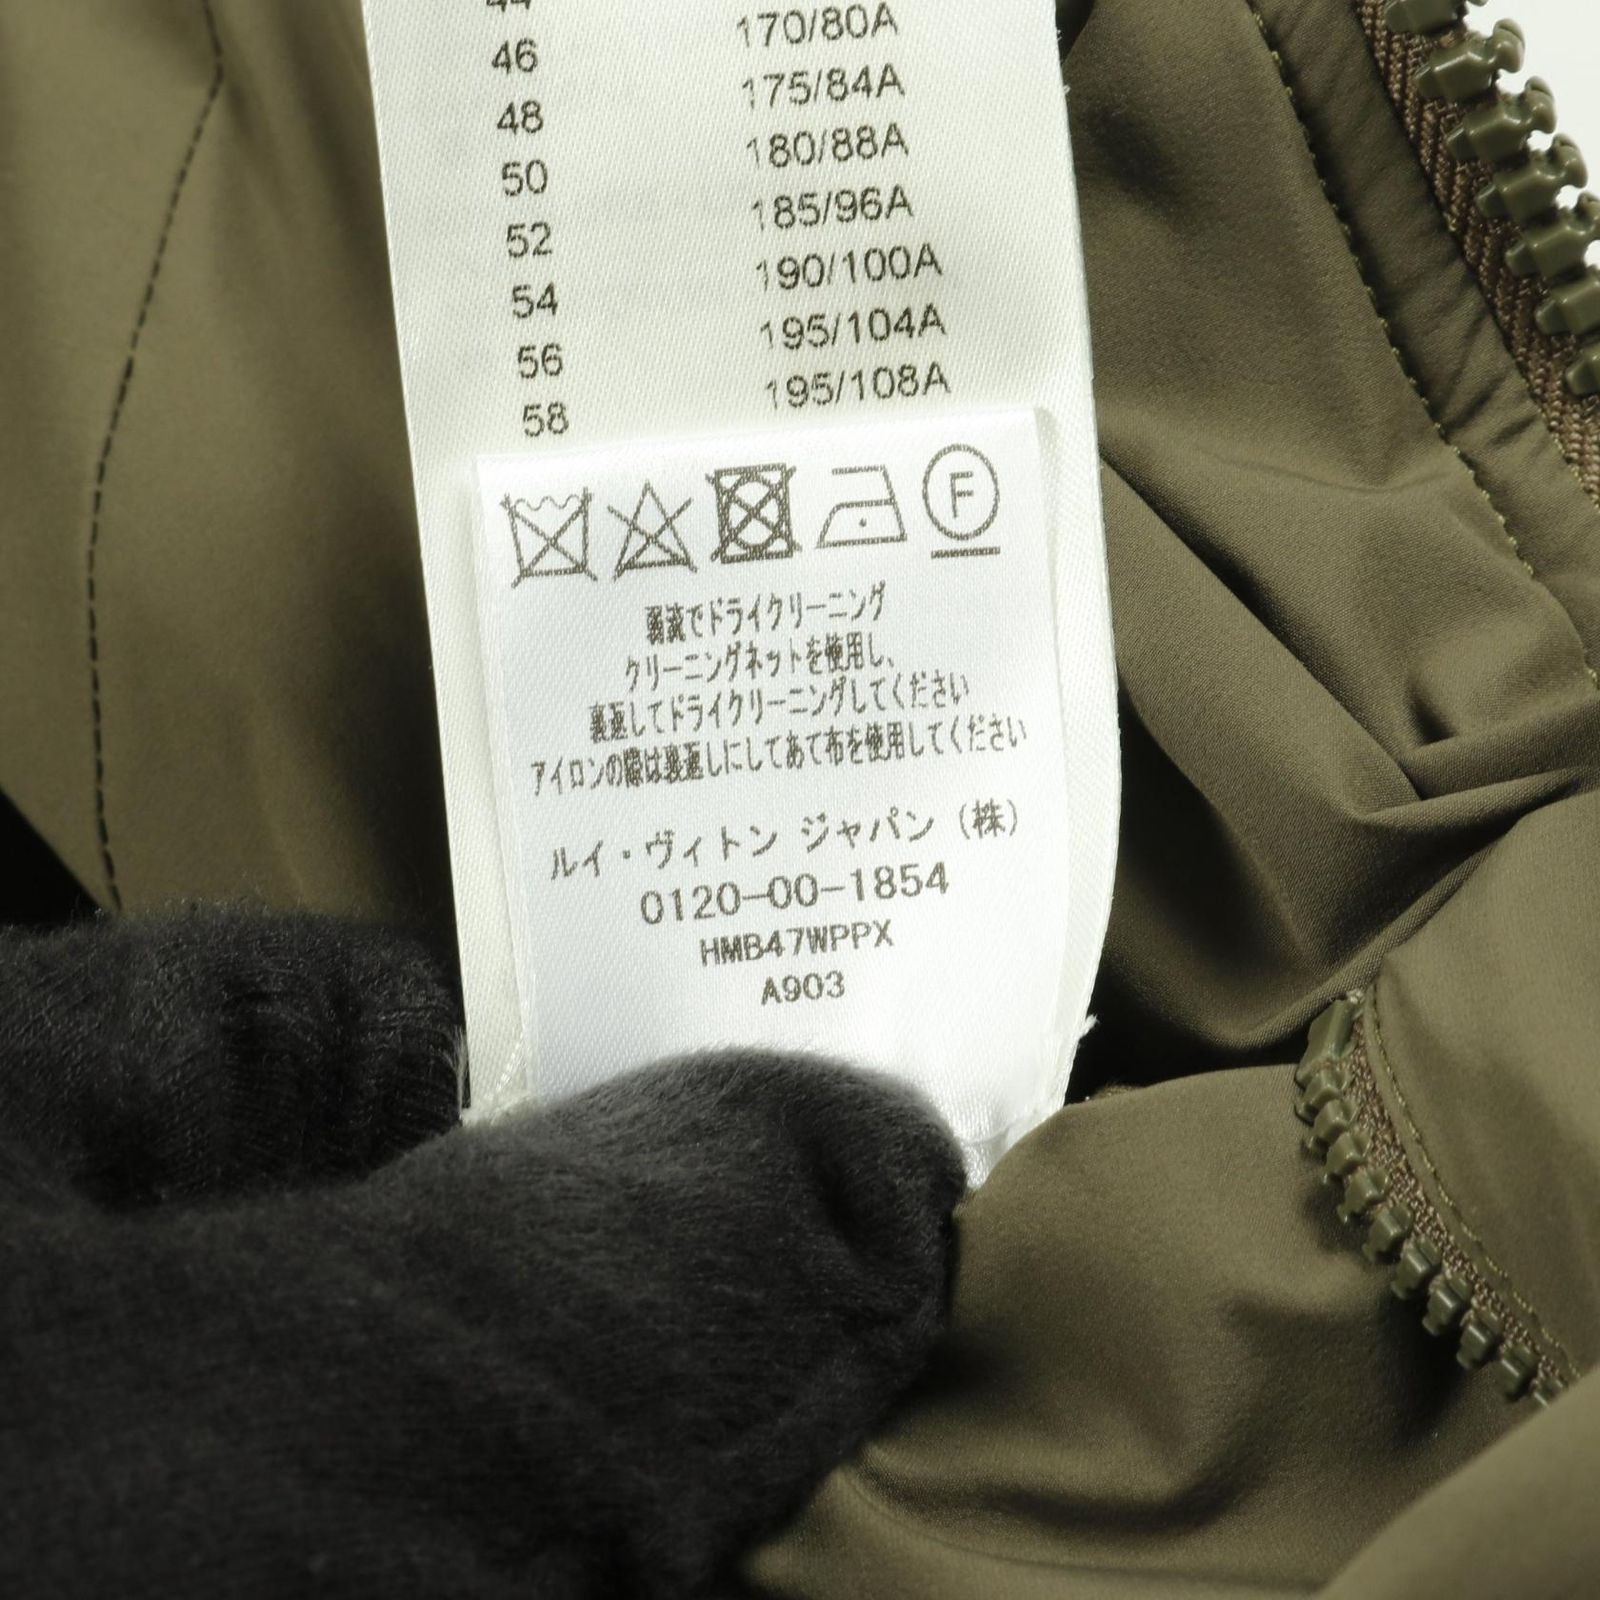 44
46 170/80A
48 175/84A
50 180/88A
52 185/96A
54 190/100A
56 195/104A
58 195/108A
F
弱流でドライクリーニング
クリーニングネットを使用し、
裏返してドライクリーニングしてください
アイロンの際は裏返しにしてあて布を使用してください
ルイ・ヴィトン ジャパン（株）
0120-00-1854
HMB47WPPX
A903